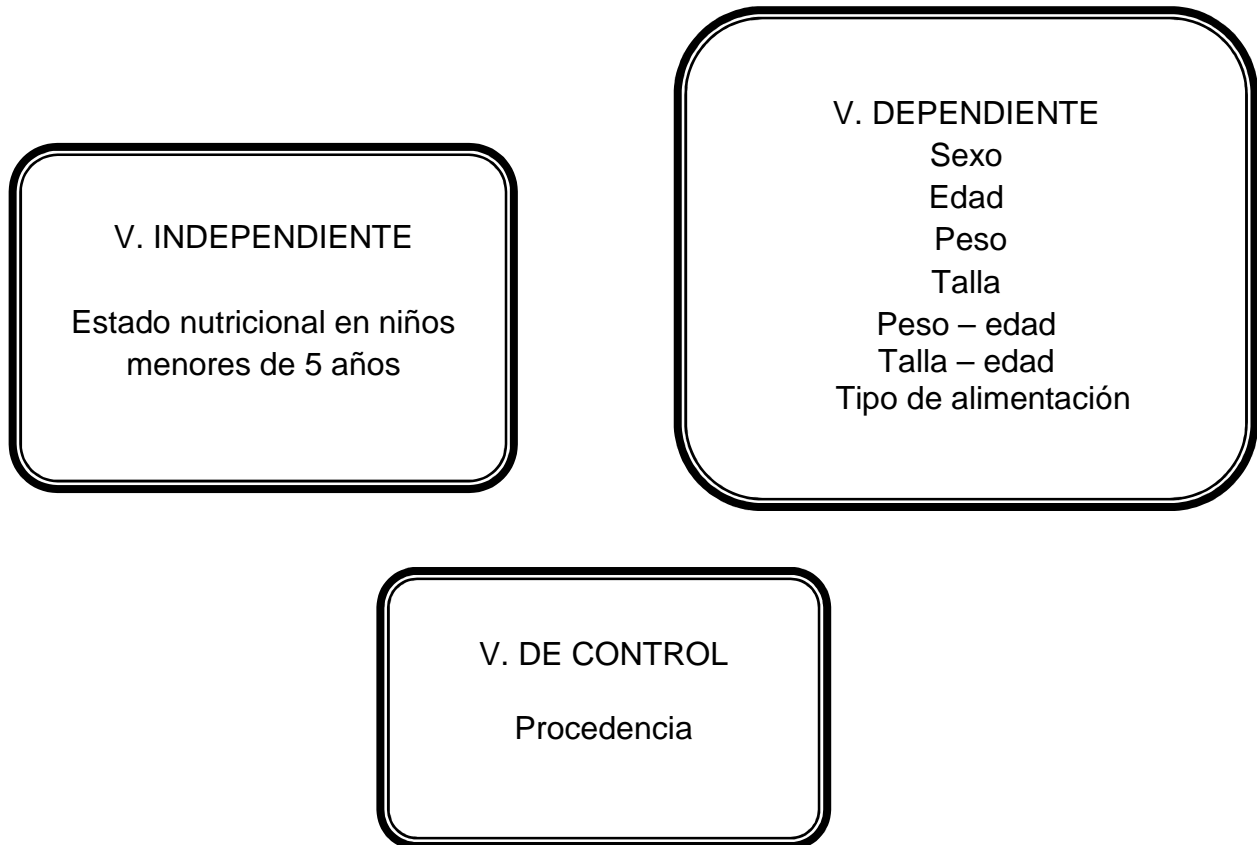 V. INDEPENDIENTE
Estado nutricional en niños
menores de 5 años
V. DEPENDIENTE
Sexo
Edad
Peso
Talla
Peso – edad
Talla – edad
Tipo de alimentación
V. DE CONTROL
Procedencia